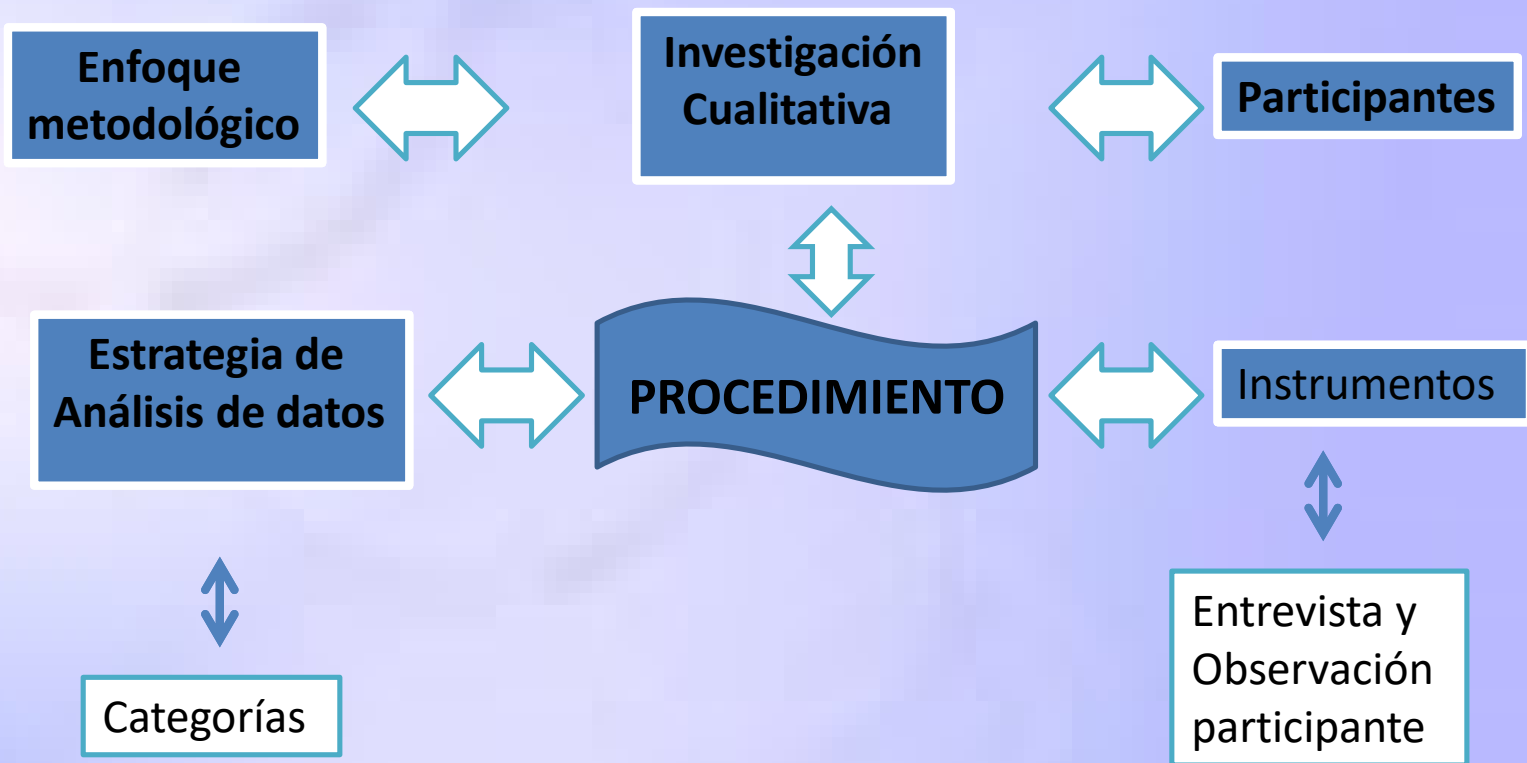 Enfoque
metodológico
Investigación
Cualitativa
Participantes
Estrategia de
Análisis de datos
PROCEDIMIENTO
Instrumentos
Categorías
Entrevista y
Observación
participante